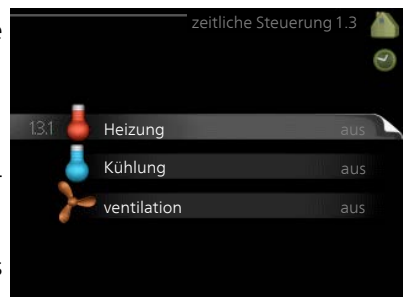 zeitliche Steuerung 1.3
1.3.1 Heizung aus
Kühlung aus
ventilation aus